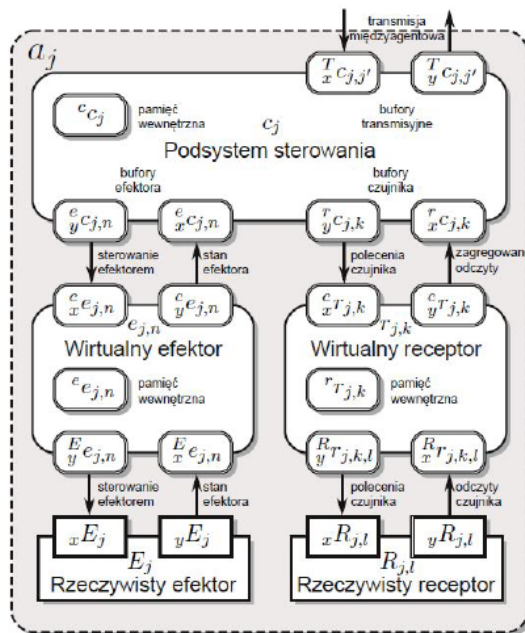 transmisja
międzyagentowa
a_j
^T_x c_{j,j'} ^T_y c_{j,j'}
^c c_j pamięć wewnętrzna
c_j
bufory transmisyjne
Podsystem sterowania
bufory efektora
bufory czujnika
^e_y c_{j,n} ^e_x c_{j,n} ^r_y c_{j,k} ^r_x c_{j,k}
sterowanie efektorem
stan efektora
polecenia czujnika
zagregowan
odczyty
^c_x e_{j,n} ^c_y e_{j,n} ^c_x r_{j,k} ^c_y r_{j,k}
e_{j,n} r_{j,k}
Wirtualny efektor
Wirtualny receptor
^e e_{j,n} pamięć wewnętrzna
^r r_{j,k} pamięć wewnętrzna
^E_y e_{j,n} ^E_x e_{j,n} ^R_y r_{j,k,l} ^R_x r_{j,k,l}
sterowanie efektorem
stan efektora
polecenia czujnika
odczyty czujnika
_x E_j _y E_j _x R_{j,l} _y R_{j,l}
E_j R_{j,l}
Rzeczywisty efektor
Rzeczywisty receptor